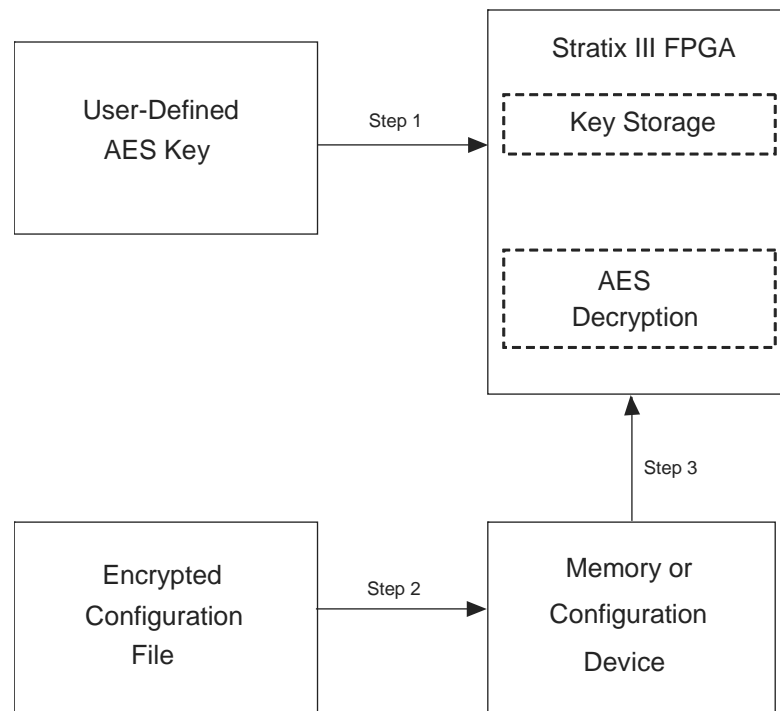 Stratix III FPGA
User-Defined
AES Key
Step 1
Key Storage
AES
Decryption
Step 3
Encrypted
Configuration
File
Step 2
Memory or
Configuration
Device